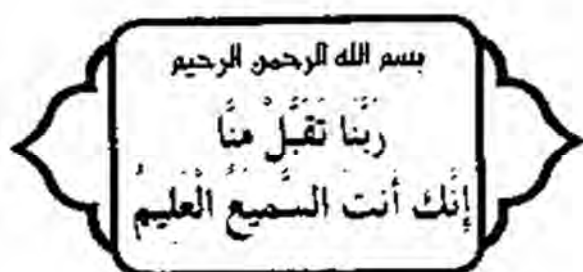 بسم الله الرحمن الرحيم
رَبَّنَا تَقَبَّلْ مِنَّا
إِنَّكَ أَنتَ السَّمِيعُ الْعَلِيمُ